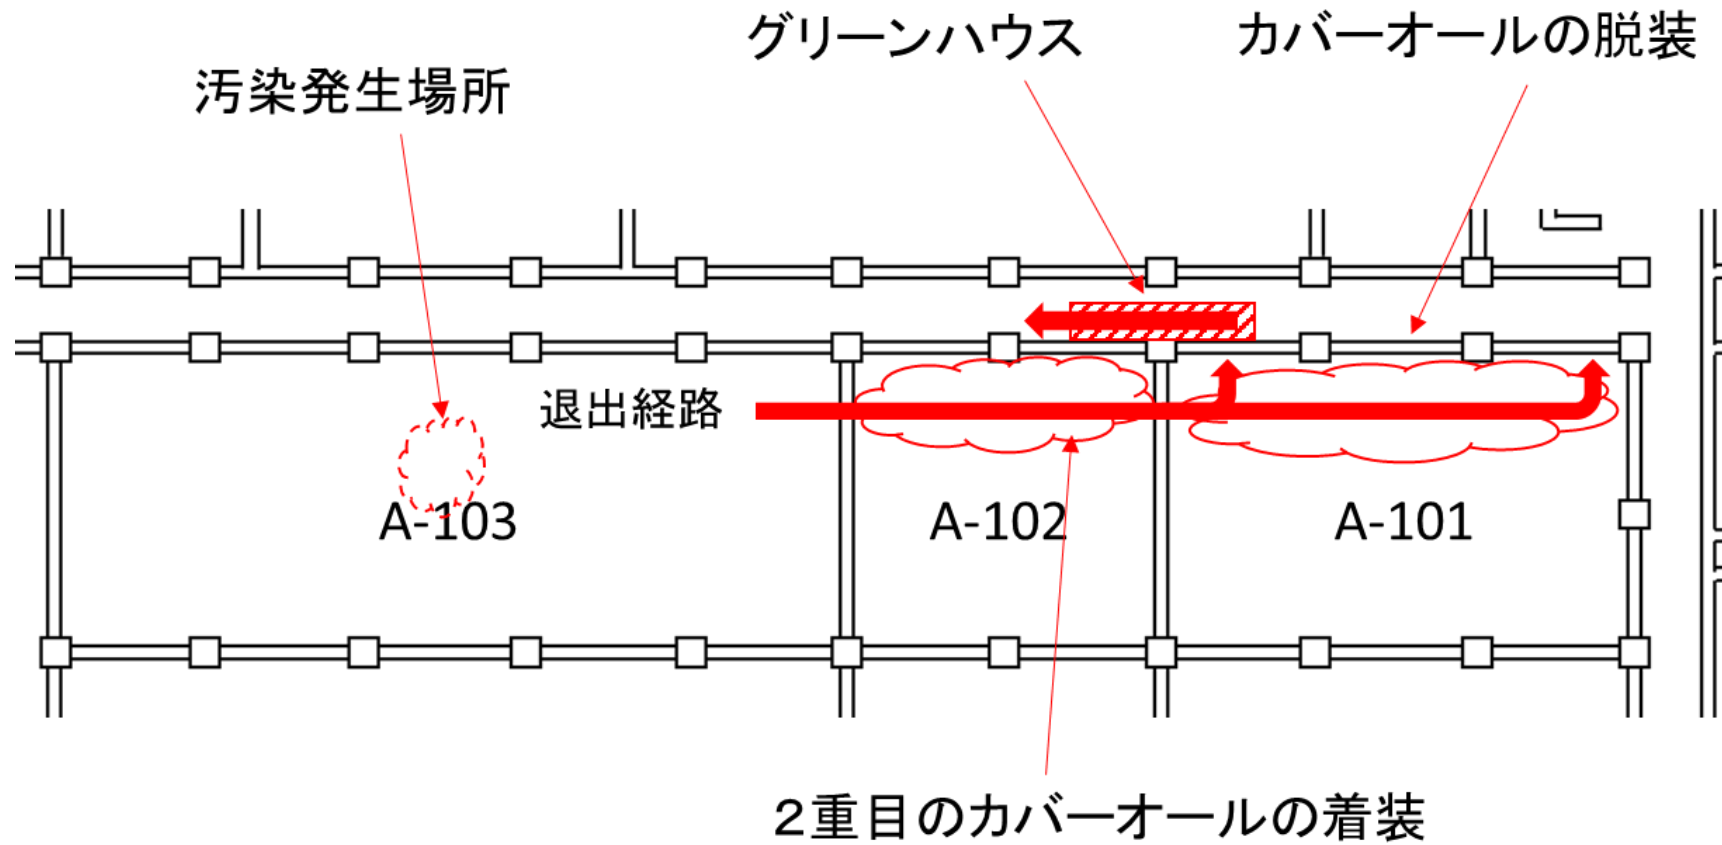 グリーンハウス
カバーオールの脱装
汚染発生場所
退出経路
A-103
A-102
A-101
２重目のカバーオールの着装